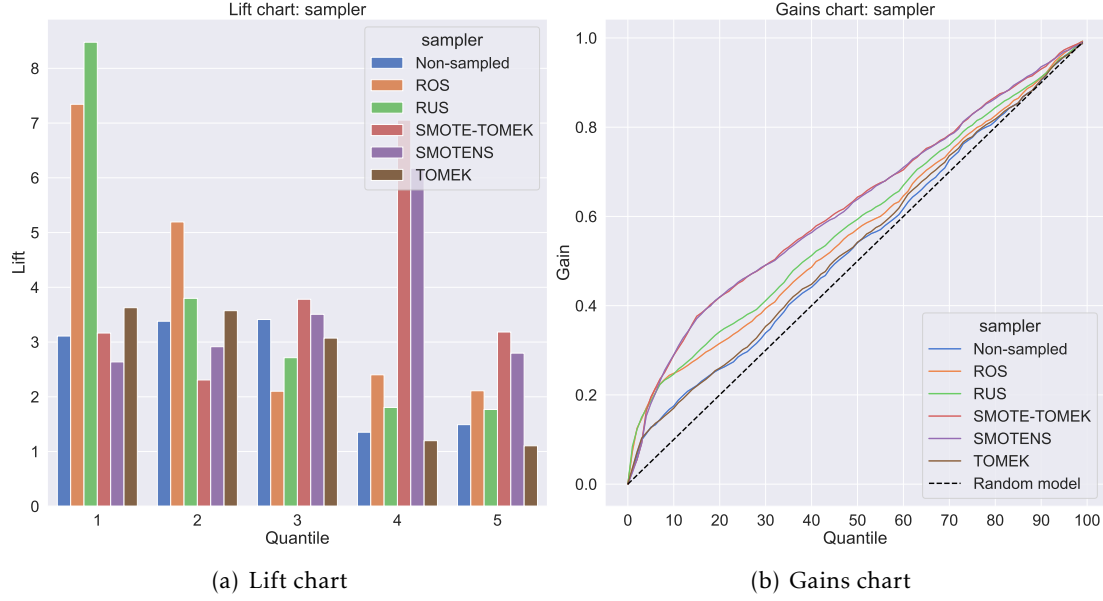 Lift chart: sampler
8
7
6
5
4
3
2
1
0
Lift
1 2 3 4 5
Quantile
sampler
Non-sampled
ROS
RUS
SMOTE-TOMEK
SMOTENS
TOMEK
(a) Lift chart
Gains chart: sampler
1.0
0.8
0.6
0.4
0.2
0.0
Gain
0 10 20 30 40 50 60 70 80 90 100
Quantile
sampler
Non-sampled
ROS
RUS
SMOTE-TOMEK
SMOTENS
TOMEK
Random model
(b) Gains chart